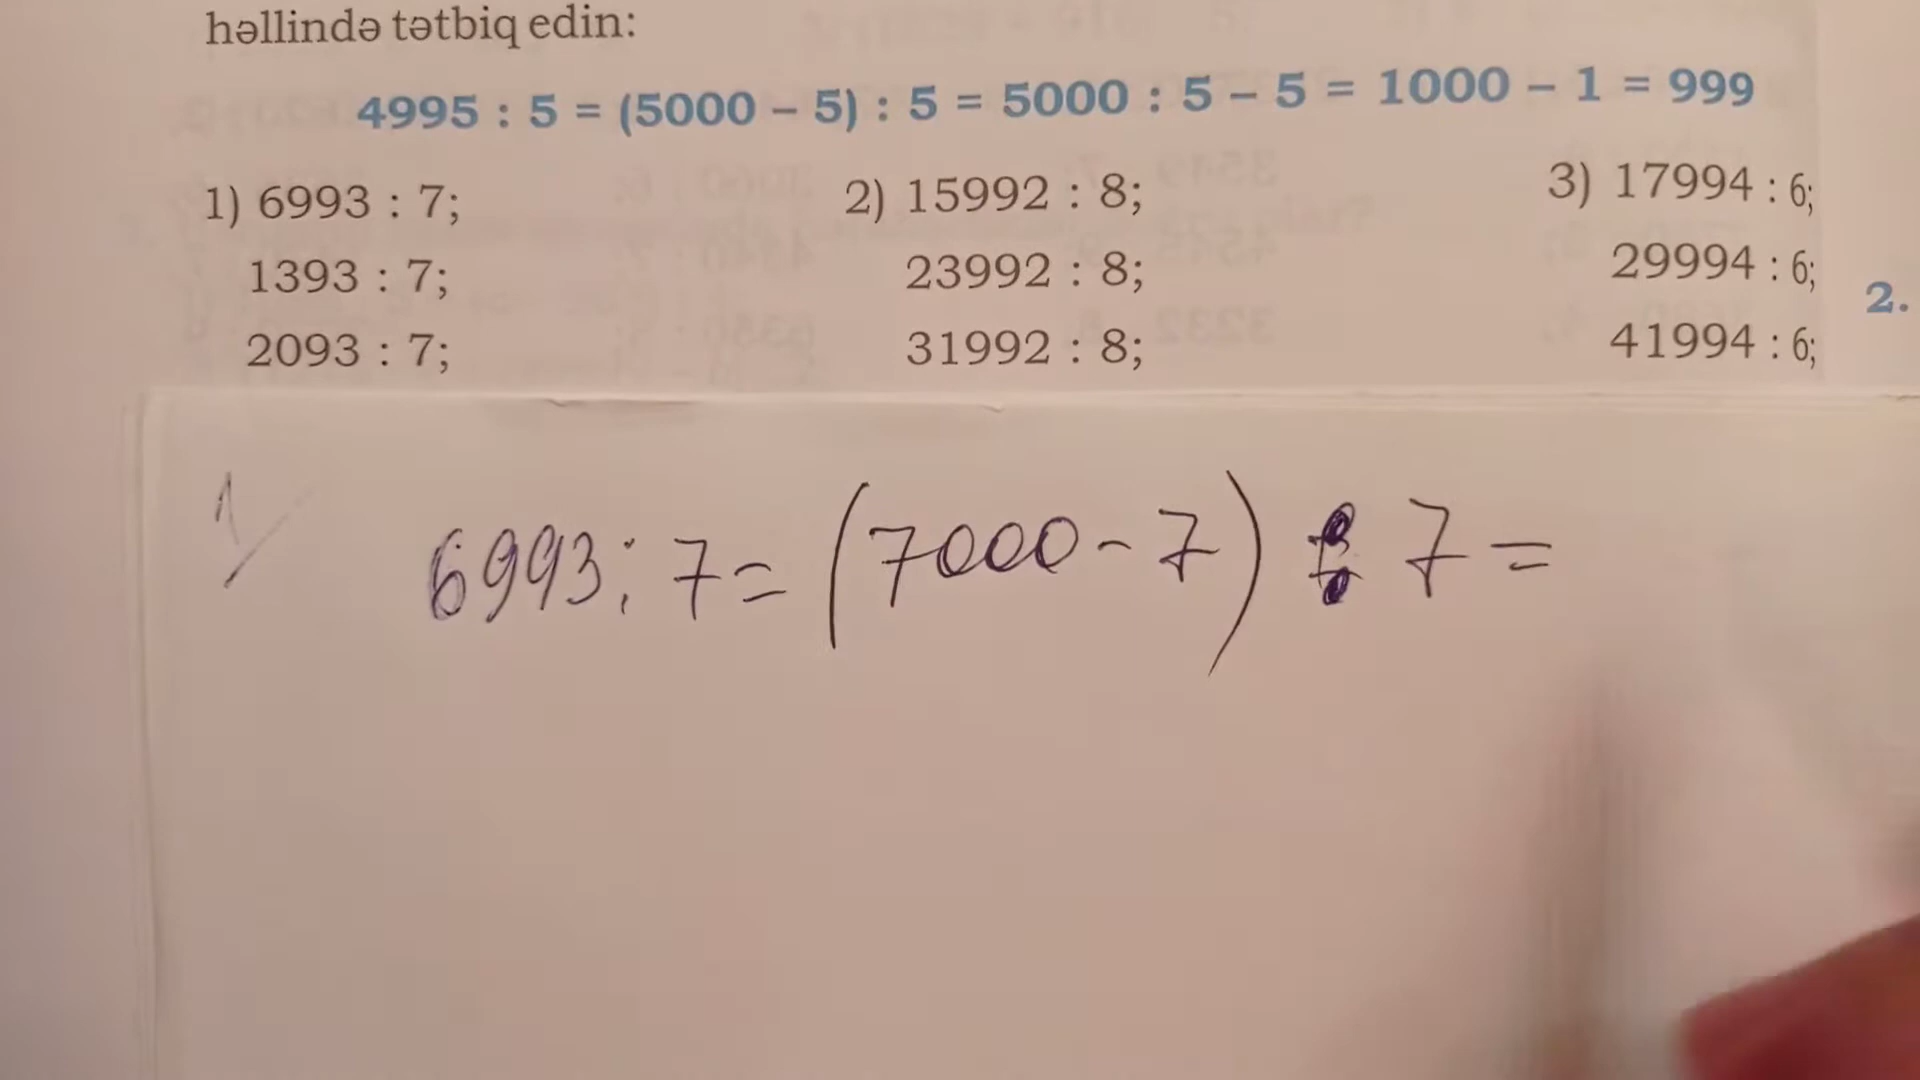 həllində tətbiq edin:
4995 : 5 = (5000 – 5) : 5 = 5000 : 5 – 5 = 1000 – 1 = 999
1) 6993 : 7; 2) 15992 : 8; 3) 17994 : 6;
1393 : 7; 23992 : 8; 29994 : 6;
2.
2093 : 7; 31992 : 8; 41994 : 6;
1/ 6993 : 7 = (7000 - 7) : 7 =